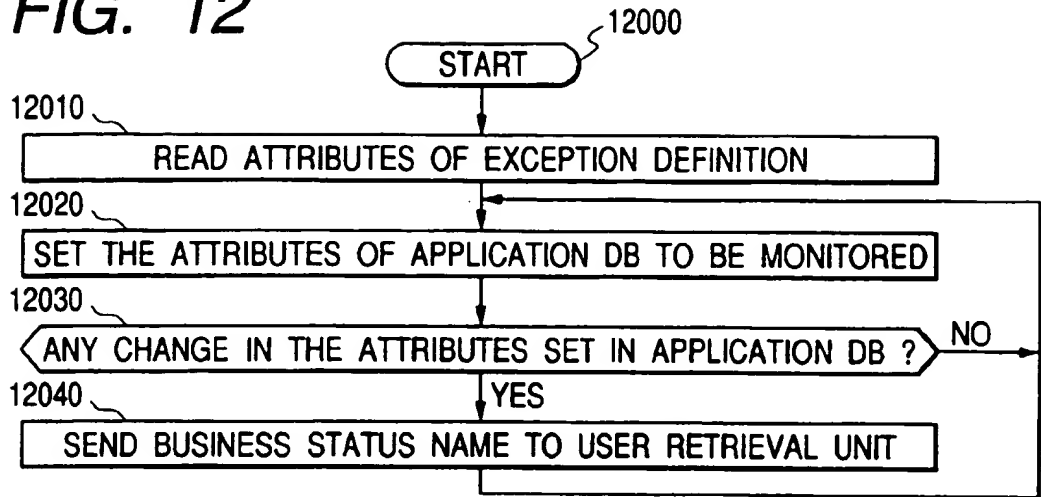 FIG. 12
12000
START
12010
READ ATTRIBUTES OF EXCEPTION DEFINITION
12020
SET THE ATTRIBUTES OF APPLICATION DB TO BE MONITORED
12030
ANY CHANGE IN THE ATTRIBUTES SET IN APPLICATION DB ?
NO
YES
12040
SEND BUSINESS STATUS NAME TO USER RETRIEVAL UNIT